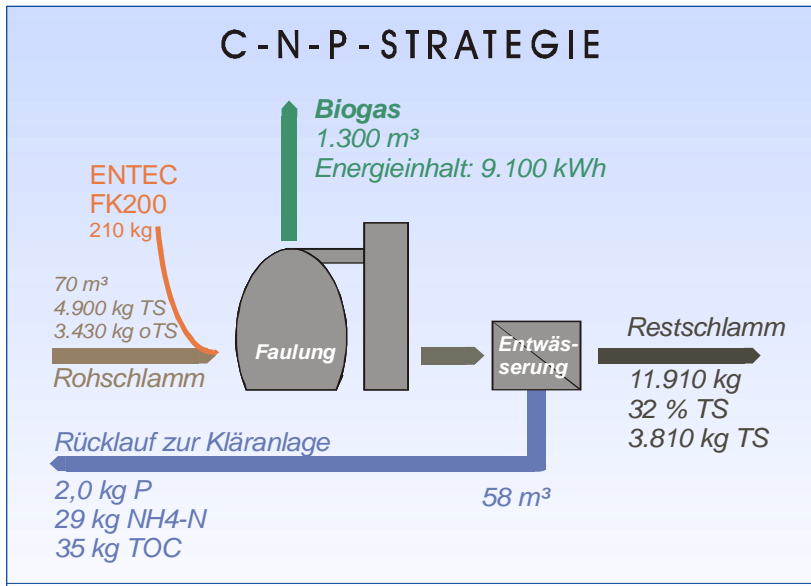 C-N-P-STRATEGIE
Biogas
1.300 m³
Energieinhalt: 9.100 kWh
ENTEC
FK200
210 kg
70 m³
4.900 kg TS
3.430 kg oTS
Rohschlamm
Faulung
Entwäs-
serung
Restschlamm
11.910 kg
32 % TS
3.810 kg TS
Rücklauf zur Kläranlage
2,0 kg P
29 kg NH4-N
35 kg TOC
58 m³